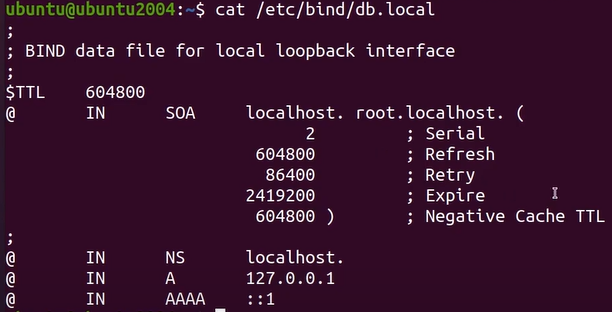 ubuntu@ubuntu2004:~$ cat /etc/bind/db.local
;
; BIND data file for local loopback interface
;
$TTL    604800
@       IN      SOA     localhost. root.localhost. (
                              2         ; Serial
                         604800         ; Refresh
                          86400         ; Retry
                        2419200         ; Expire
                         604800 )       ; Negative Cache TTL
;
@       IN      NS      localhost.
@       IN      A       127.0.0.1
@       IN      AAAA    ::1